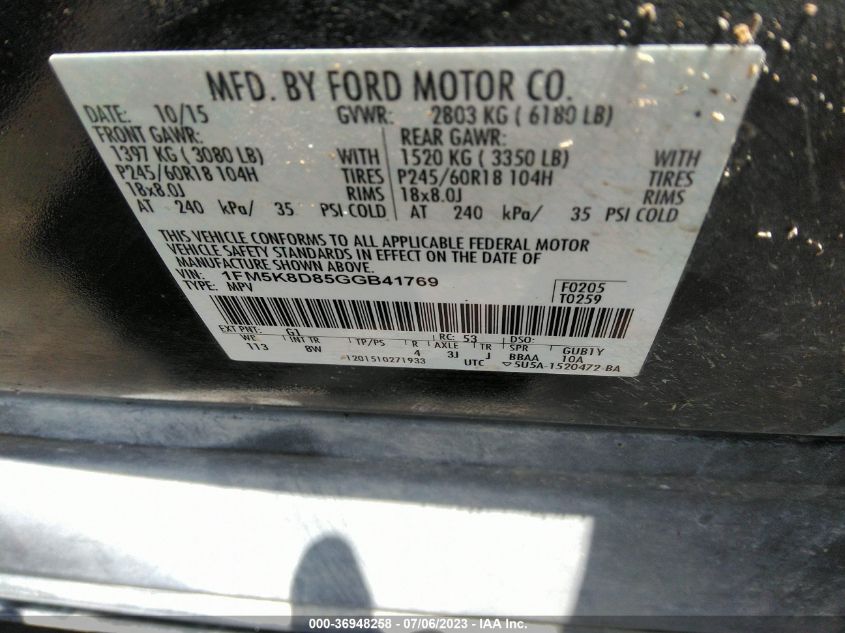 MFD. BY FORD MOTOR CO.
DATE: 10/15 GVWR: 2803 KG ( 6180 LB)
FRONT GAWR: REAR GAWR:
1397 KG ( 3080 LB) WITH 1520 KG ( 3350 LB) WITH
P245/60R18 104H TIRES P245/60R18 104H TIRES
18x8.0J RIMS 18x8.0J RIMS
AT 240 kPa/ 35 PSI COLD AT 240 kPa/ 35 PSI COLD
THIS VEHICLE CONFORMS TO ALL APPLICABLE FEDERAL MOTOR
VEHICLE SAFETY STANDARDS IN EFFECT ON THE DATE OF
MANUFACTURE SHOWN ABOVE.
VIN: 1FM5K8D85GGB41769 F0205
TYPE: MPV T0259
EXT PNT: G1 RC: 53 DSO:
WB INT TR TP/PS R AXLE TR SPR GUB1Y
113 8W 4 3J J BBAA 10A
1201510271933 UTC 5U5A-1520472-BA
000-36948258 - 07/06/2023 - IAA Inc.